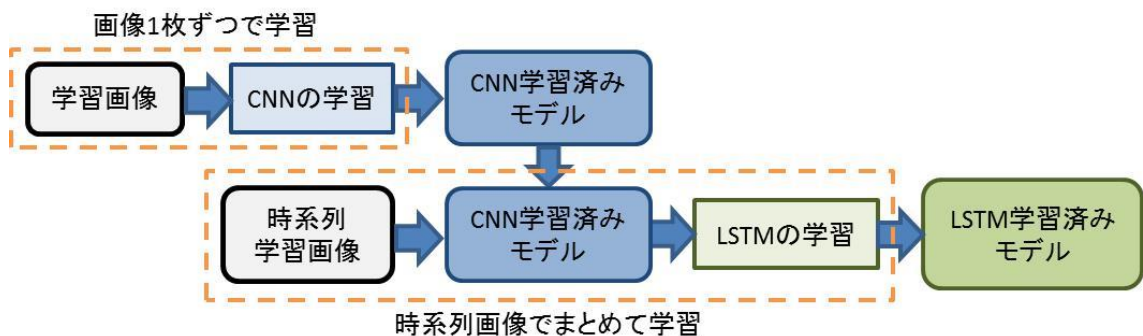 画像1枚ずつで学習
学習画像
CNNの学習
CNN学習済み
モデル
時系列
学習画像
CNN学習済み
モデル
LSTMの学習
LSTM学習済み
モデル
時系列画像でまとめて学習